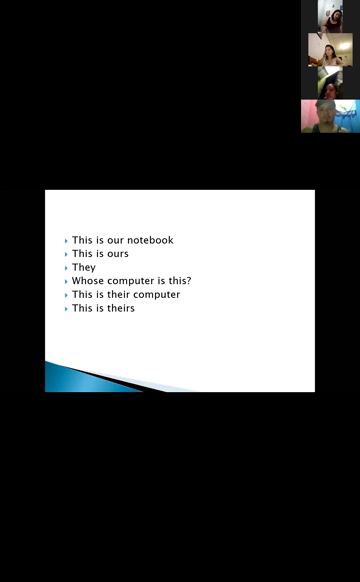 This is our notebook
This is ours
They
Whose computer is this?
This is their computer
This is theirs